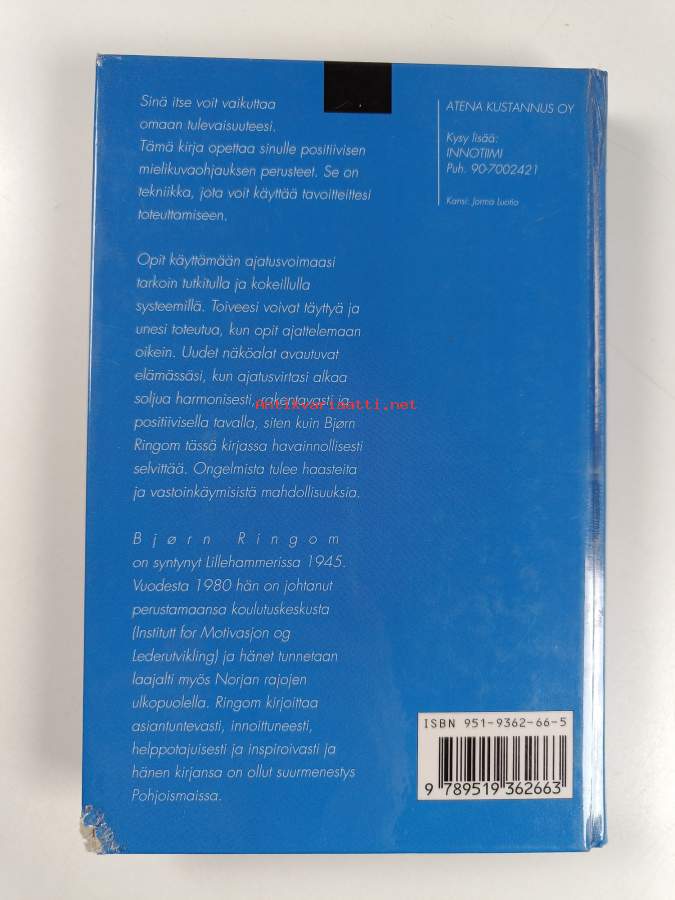 Sinä itse voit vaikuttaa
omaan tulevaisuuteesi.
Tämä kirja opettaa sinulle positiivisen
mielikuvaohjauksen perusteet. Se on
tekniikka, jota voit käyttää tavoitteittesi
toteuttamiseen.
Opit käyttämään ajatusvoimaasi
tarkoin tutkitulla ja kokeillulla
systeemillä. Toiveesi voivat täyttyä ja
unesi toteutua, kun opit ajattelemaan
oikein. Uudet näköalat avautuvat
elämässäsi, kun ajatusvirtasi alkaa
soljua harmonisesti, rakentavasti ja
positiivisella tavalla, siten kuin Bjørn
Ringom tässä kirjassa havainnollisesti
selvittää. Ongelmista tulee haasteita
ja vastoinkäymisistä mahdollisuuksia.
Bjørn Ringom
on syntynyt Lillehammerissa 1945.
Vuodesta 1980 hän on johtanut
perustamaansa koulutuskeskusta
(Institutt for Motivasjon og
Lederutvikling) ja hänet tunnetaan
laajalti myös Norjan rajojen
ulkopuolella. Ringom kirjoittaa
asiantuntevasti, innoittuneesti,
helppotajuisesti ja inspiroivasti ja
hänen kirjansa on ollut suurmenestys
Pohjoismaissa.
ATENA KUSTANNUS OY
Kysy lisää:
INNOTIIMI
Puh. 90-7002421
Kansi: Jorma Luotio
Antikvariaatti.net
ISBN 951-9362-66-5
9 789519 362663